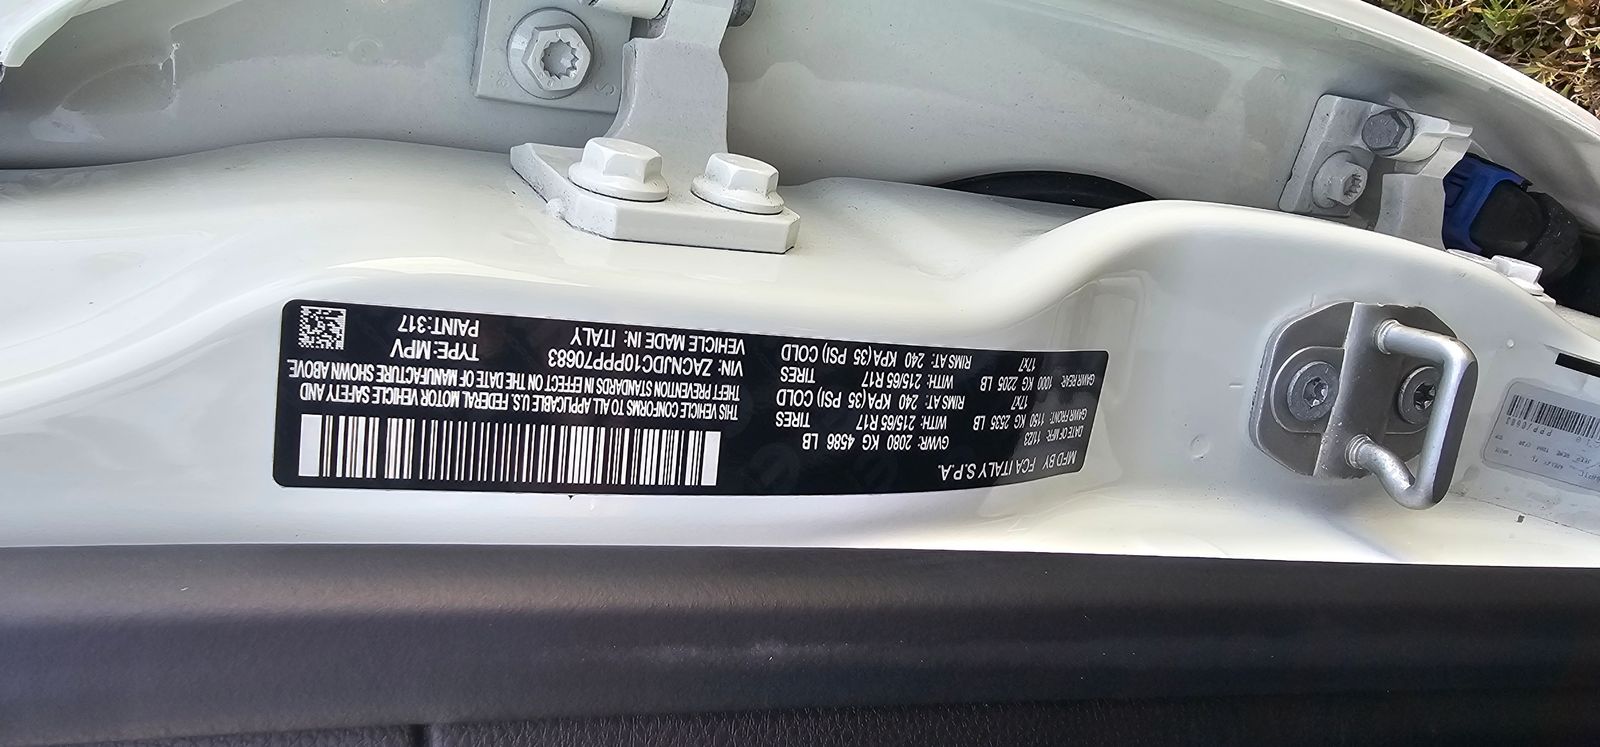 MFD BY FCA ITALY S.P.A.
DATE OF MFR: 11/23
GVWR: 2080 KG 4586 LB
GAWR FRONT: 1150 KG 2535 LB
WITH: 215/65 R17 TIRES
17x7 RIMS AT: 240 KPA(35 PSI) COLD
GAWR REAR: 1000 KG 2205 LB
WITH: 215/65 R17 TIRES
17x7 RIMS AT: 240 KPA(35 PSI) COLD
THIS VEHICLE CONFORMS TO ALL APPLICABLE U.S. FEDERAL MOTOR VEHICLE SAFETY AND
THEFT PREVENTION STANDARDS IN EFFECT ON THE DATE OF MANUFACTURE SHOWN ABOVE
VIN: ZACNJDC10PPP70683 TYPE:MPV
VEHICLE MADE IN: ITALY PAINT:317